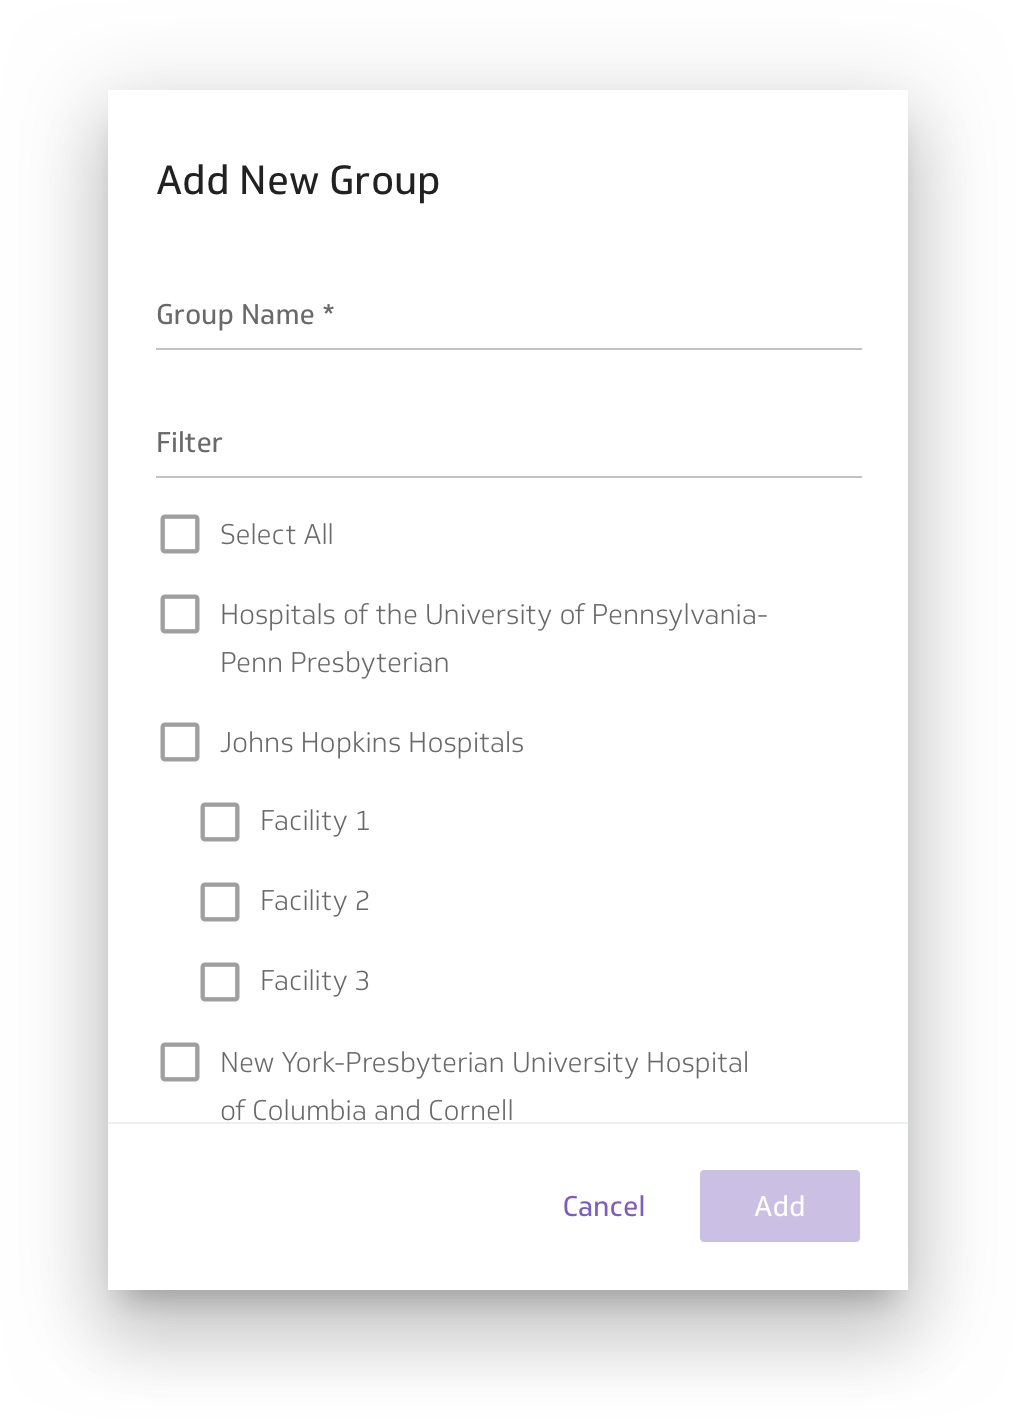 Add New Group
Group Name *
Filter
Select All
Hospitals of the University of Pennsylvania-
Penn Presbyterian
Johns Hopkins Hospitals
Facility 1
Facility 2
Facility 3
New York-Presbyterian University Hospital
of Columbia and Cornell
Cancel
Add